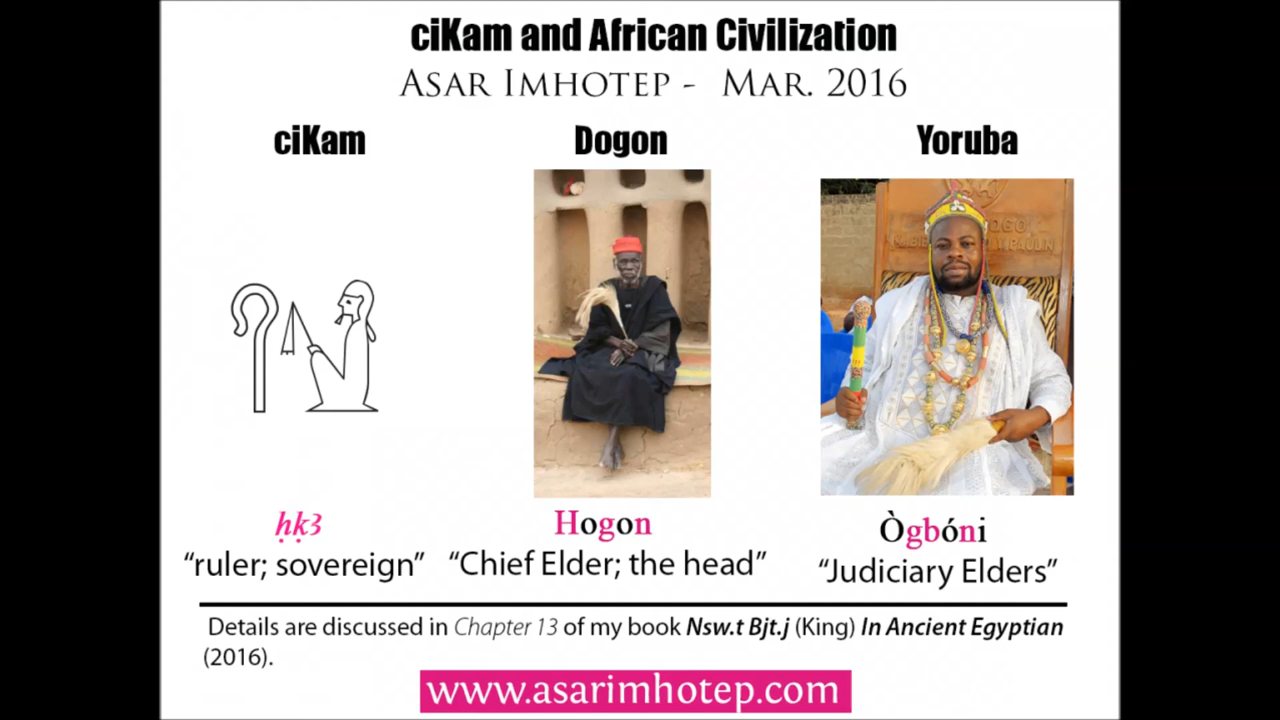 ciKam and African Civilization
Asar Imhotep - Mar. 2016
ciKam
Dogon
Yoruba
ḥḳ3
Hogon
Ògbóni
“ruler; sovereign”
“Chief Elder; the head”
“Judiciary Elders”
Details are discussed in Chapter 13 of my book Nsw.t Bjt.j (King) In Ancient Egyptian
(2016).
www.asarimhotep.com